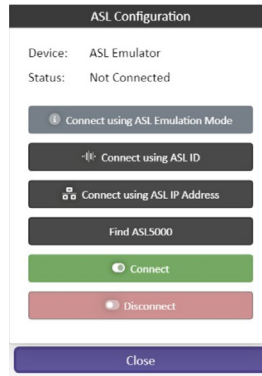 ASL Configuration
Device: ASL Emulator
Status: Not Connected
Connect using ASL Emulation Mode
Connect using ASL ID
Connect using ASL IP Address
Find ASL5000
Connect
Disconnect
Close